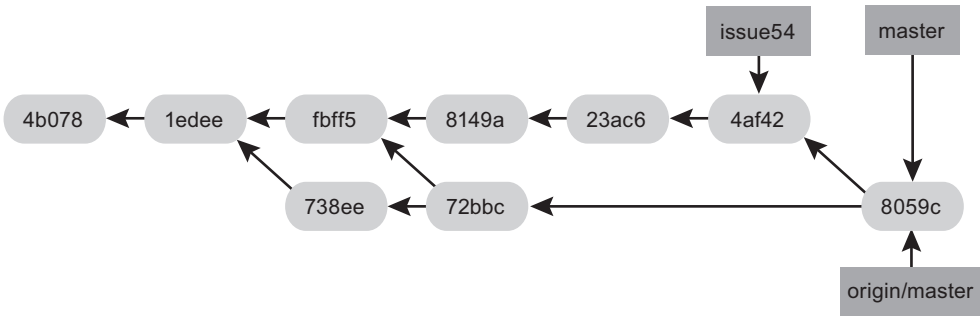 issue54
master
4b078
1edee
fbff5
8149a
23ac6
4af42
738ee
72bbc
8059c
origin/master